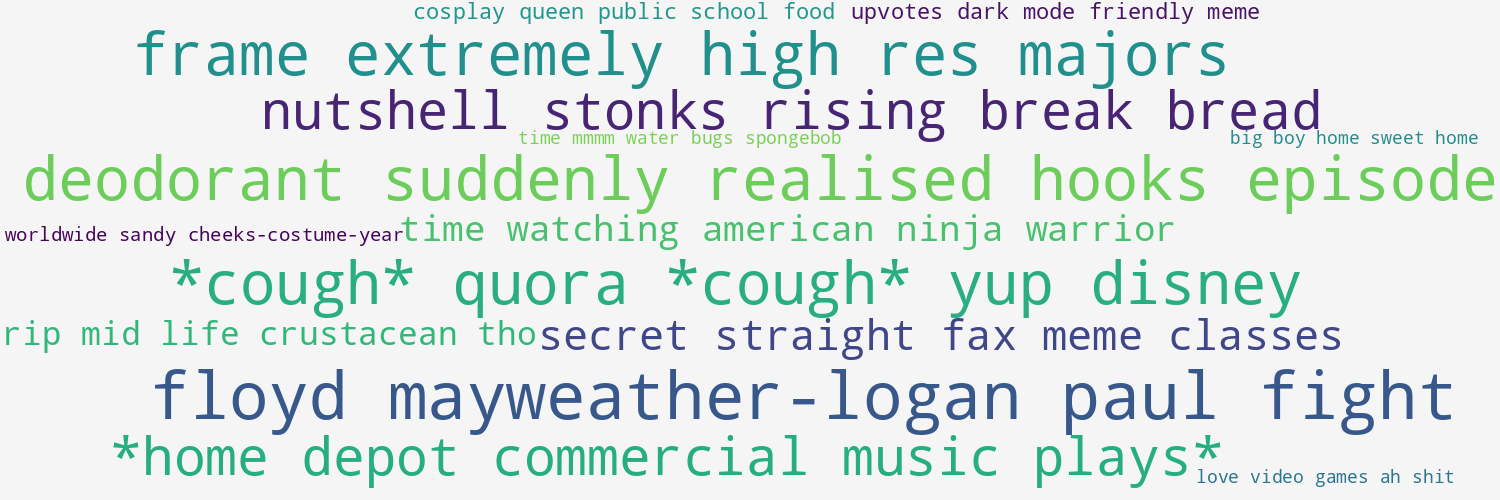 cosplay queen public school food upvotes dark mode friendly meme
frame extremely high res majors
nutshell stonks rising break bread
time mmmm water bugs spongebob big boy home sweet home
deodorant suddenly realised hooks episode
worldwide sandy cheeks-costume-year time watching american ninja warrior
*cough* quora *cough* yup disney
rip mid life crustacean tho secret straight fax meme classes
floyd mayweather-logan paul fight
*home depot commercial music plays*
love video games ah shit